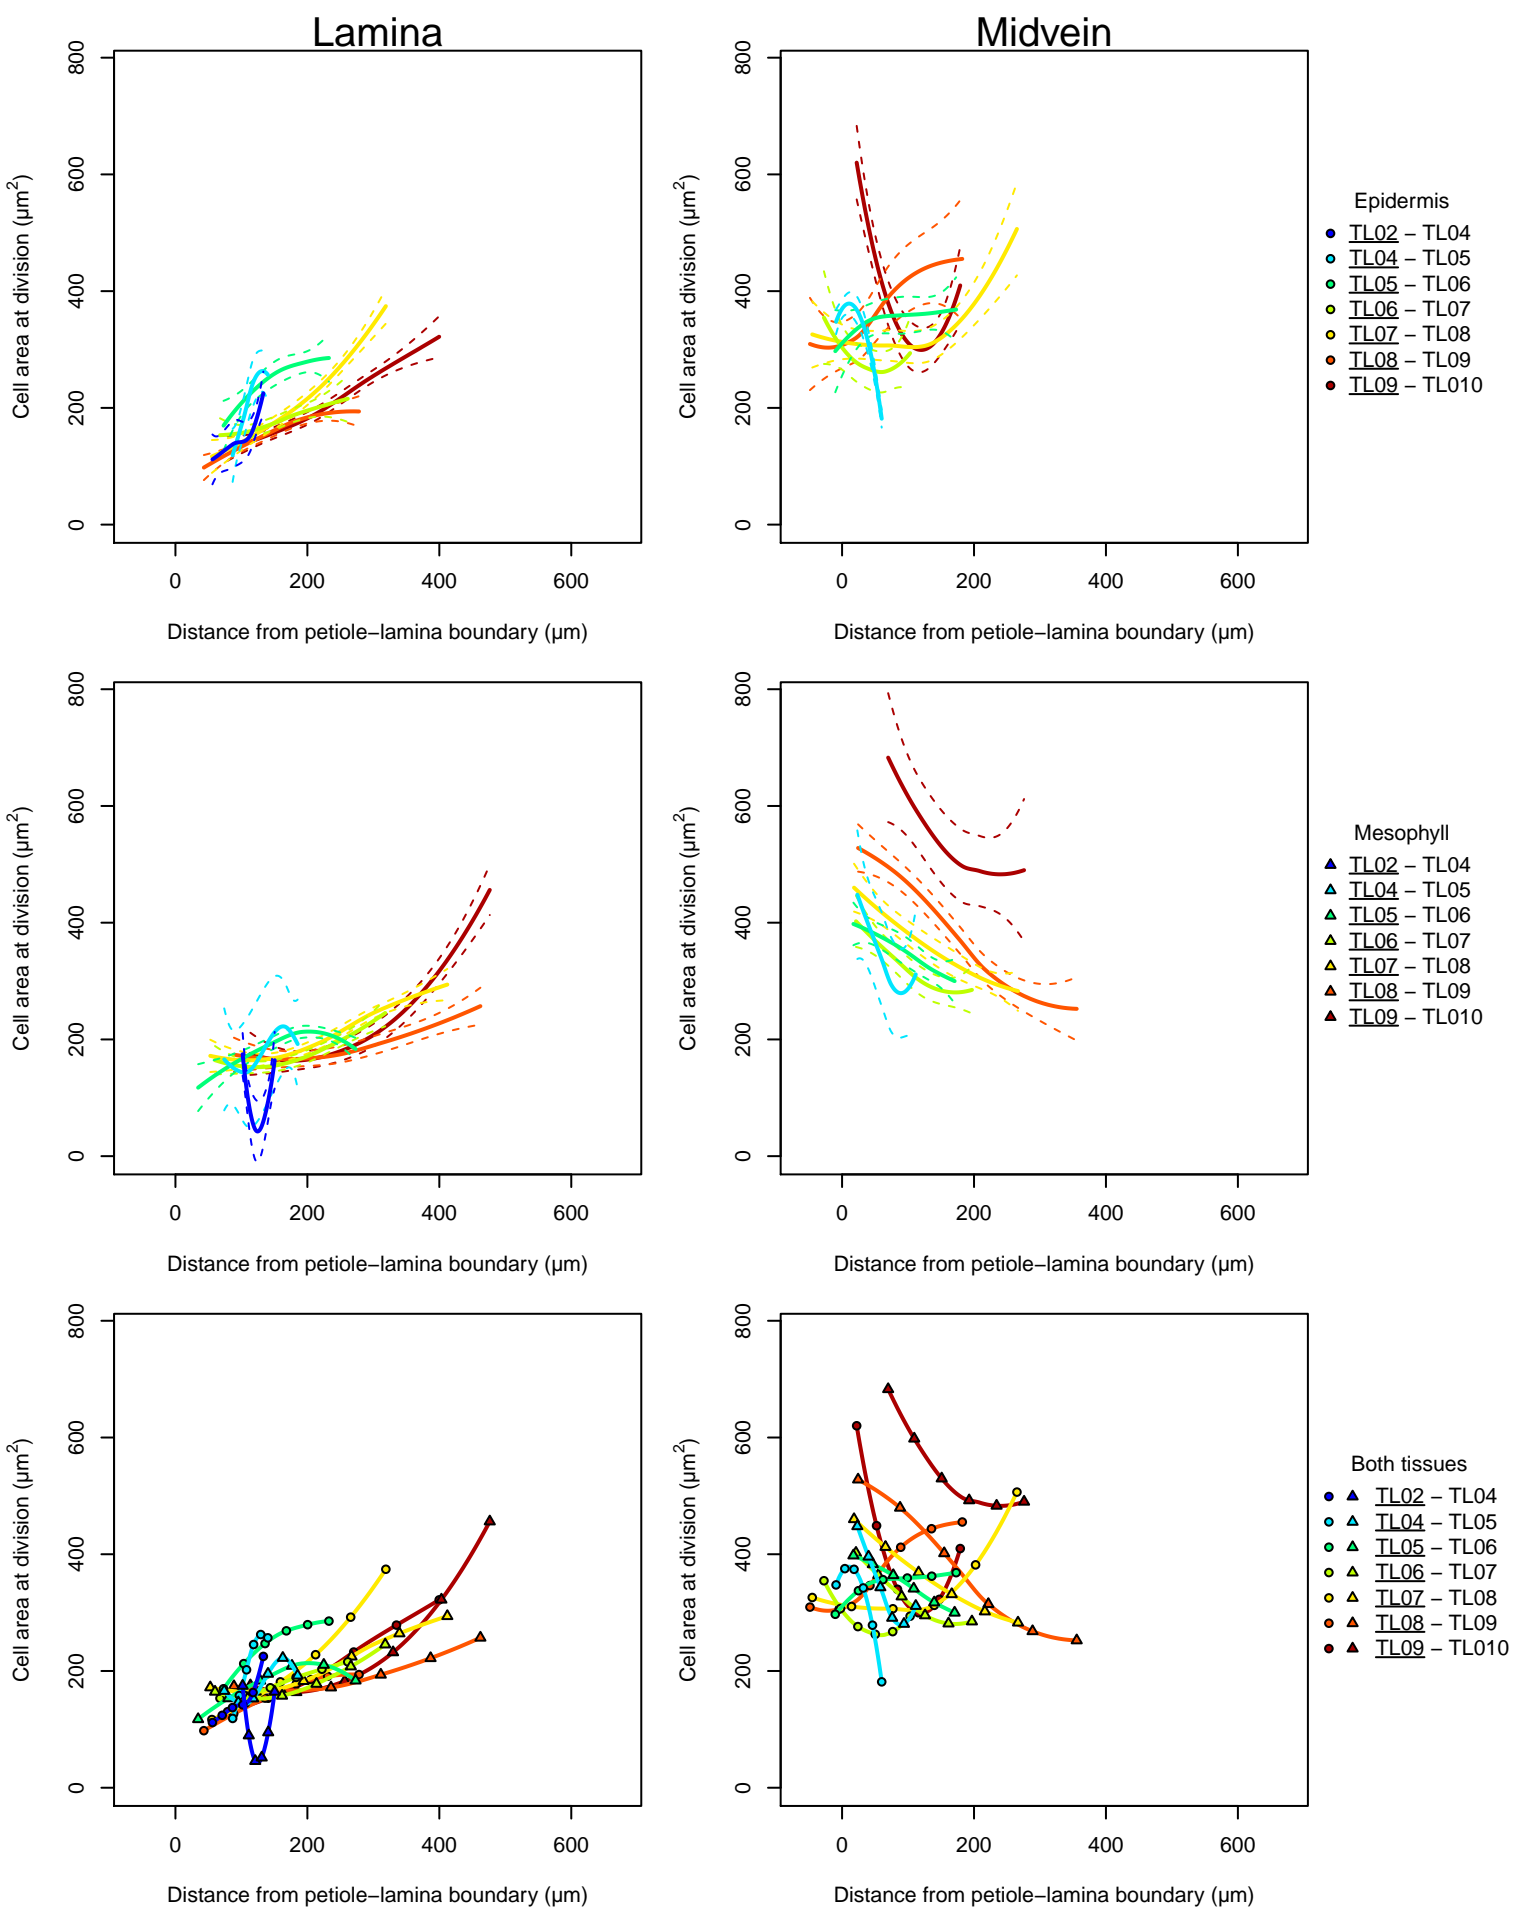 Lamina
Midvein
800
600
400
200
0
0 200 400 600
Cell area at division (µm²)
Distance from petiole–lamina boundary (µm)
800
600
400
200
0
0 200 400 600
Cell area at division (µm²)
Distance from petiole–lamina boundary (µm)
Epidermis
TL02 – TL04
TL04 – TL05
TL05 – TL06
TL06 – TL07
TL07 – TL08
TL08 – TL09
TL09 – TL010
800
600
400
200
0
0 200 400 600
Cell area at division (µm²)
Distance from petiole–lamina boundary (µm)
800
600
400
200
0
0 200 400 600
Cell area at division (µm²)
Distance from petiole–lamina boundary (µm)
Mesophyll
TL02 – TL04
TL04 – TL05
TL05 – TL06
TL06 – TL07
TL07 – TL08
TL08 – TL09
TL09 – TL010
800
600
400
200
0
0 200 400 600
Cell area at division (µm²)
Distance from petiole–lamina boundary (µm)
800
600
400
200
0
0 200 400 600
Cell area at division (µm²)
Distance from petiole–lamina boundary (µm)
Both tissues
TL02 – TL04
TL04 – TL05
TL05 – TL06
TL06 – TL07
TL07 – TL08
TL08 – TL09
TL09 – TL010